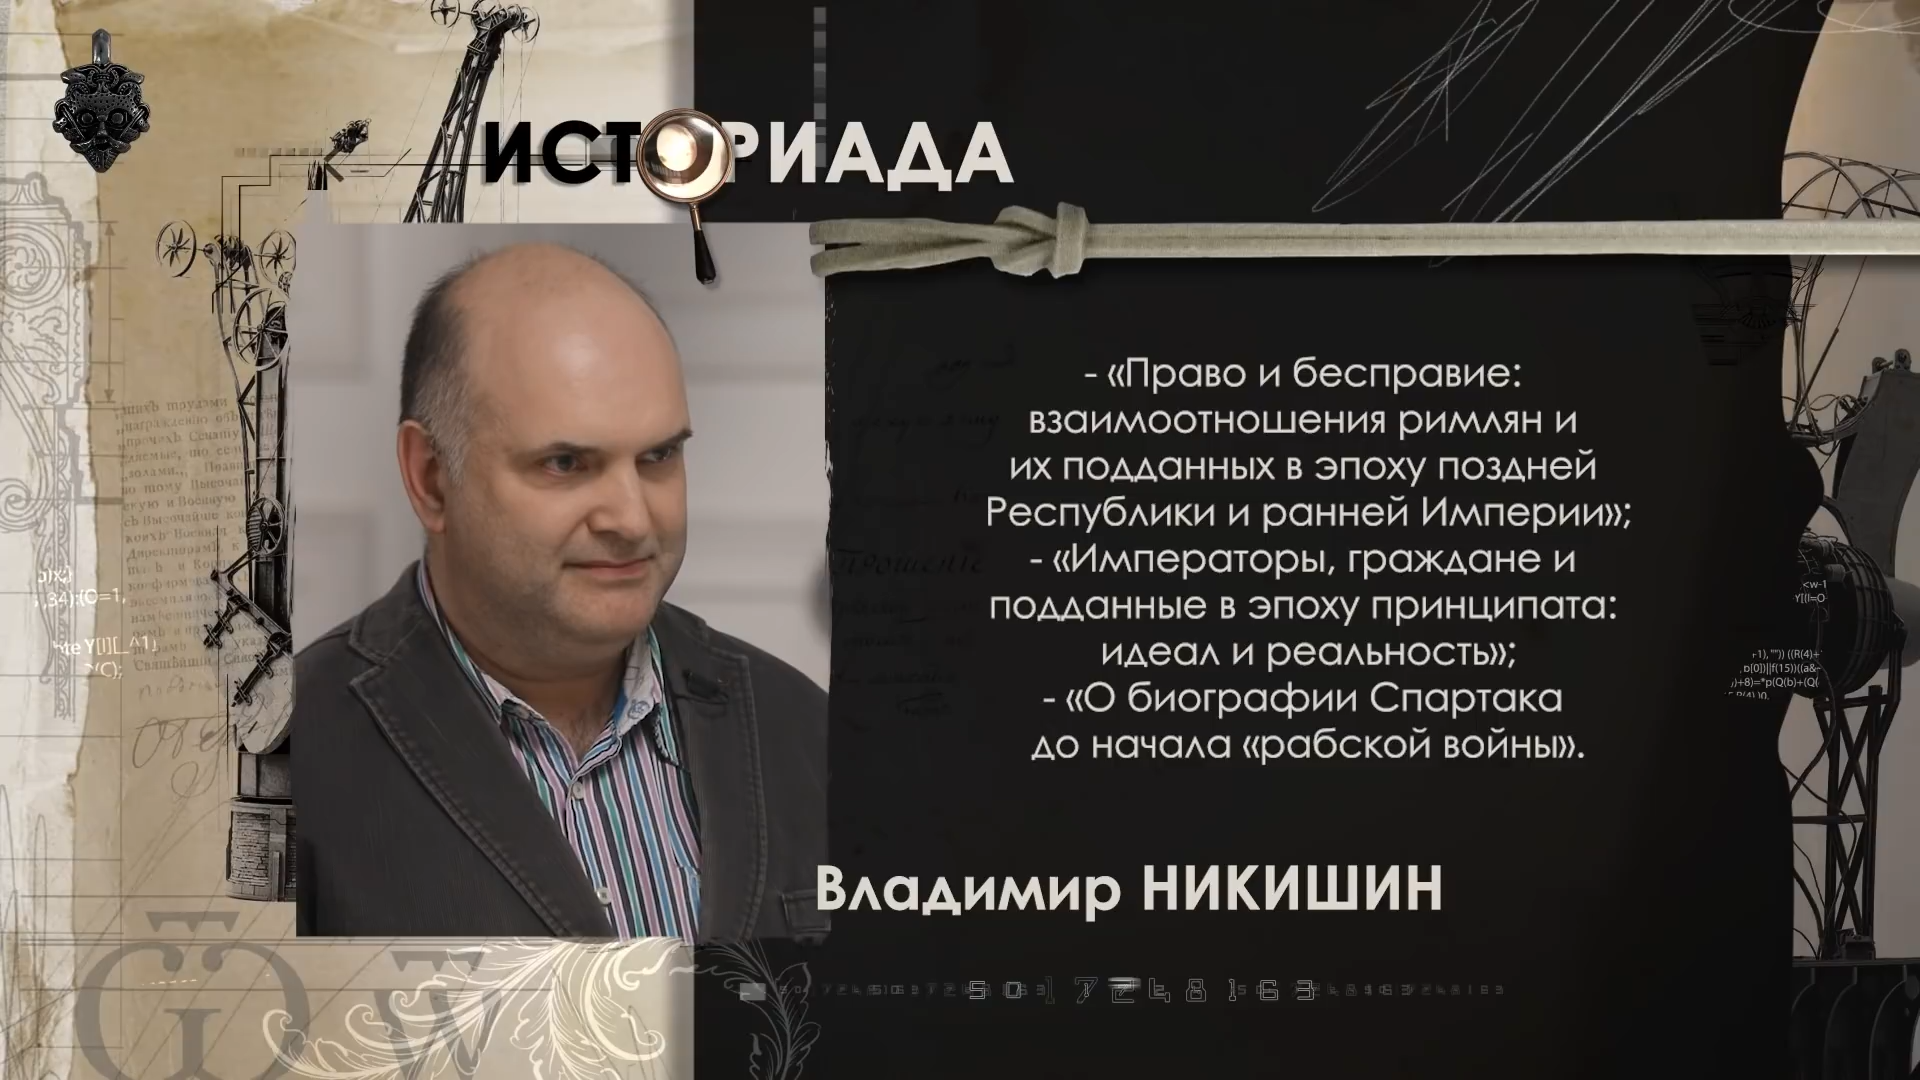 ИСТОРИАДА
- «Право и бесправие:
взаимоотношения римлян и
их подданных в эпоху поздней
Республики и ранней Империи»;
- «Императоры, граждане и
подданные в эпоху принципата:
идеал и реальность»;
- «О биографии Спартака
до начала «рабской войны».
Владимир НИКИШИН